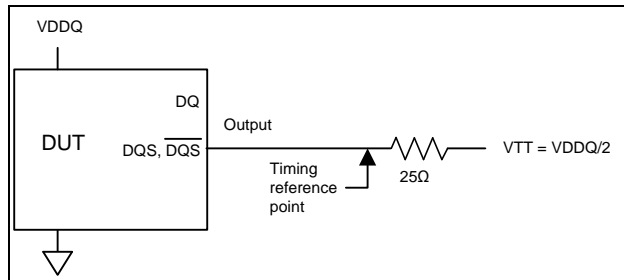 VDDQ
DQ
DUT
DQS, DQS
Output
Timing
reference
point
25Ω
VTT = VDDQ/2